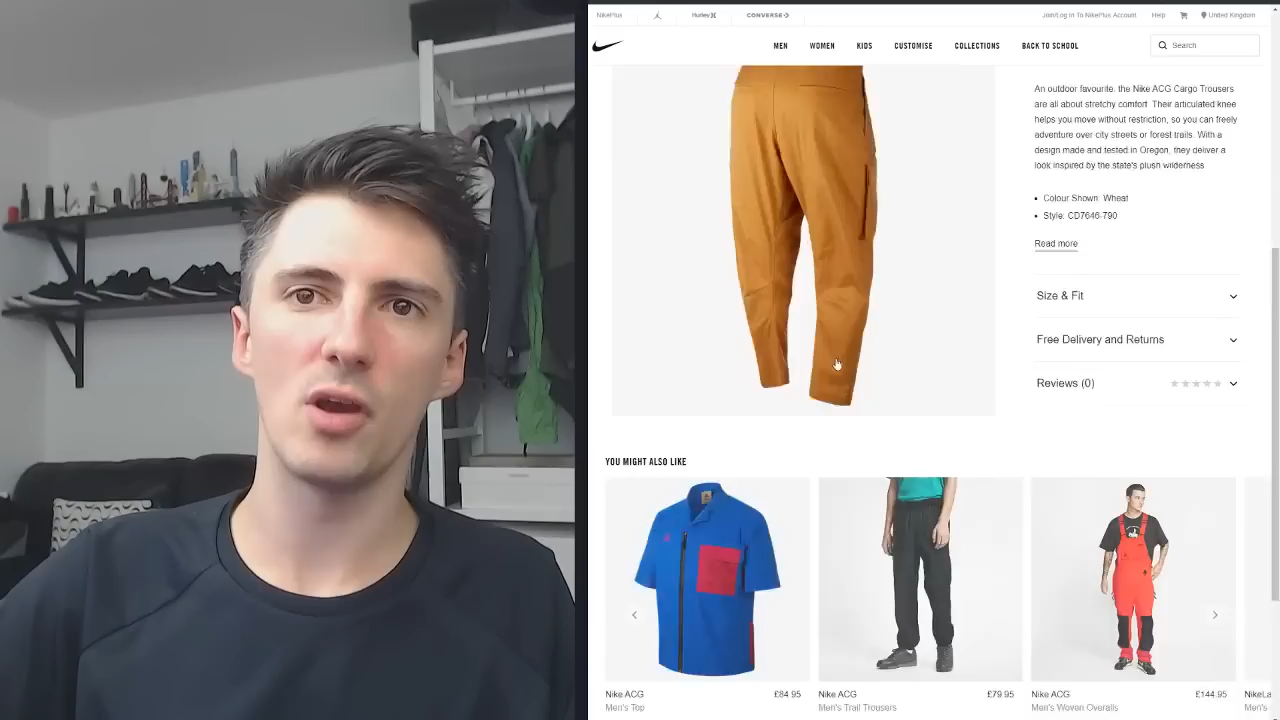 NikePlus
Hurley
CONVERSE
Join/Log In To NikePlus Account
Help
United Kingdom
MEN
WOMEN
KIDS
CUSTOMISE
COLLECTIONS
BACK TO SCHOOL
Search
An outdoor favourite, the Nike ACG Cargo Trousers
are all about stretchy comfort. Their articulated knee
helps you move without restriction, so you can freely
adventure over city streets or forest trails. With a
design made and tested in Oregon, they deliver a
look inspired by the state's plush wilderness
Colour Shown: Wheat
Style: CD7646-790
Read more
Size & Fit
Free Delivery and Returns
Reviews (0)
YOU MIGHT ALSO LIKE
Nike ACG £84.95
Men's Top
Nike ACG £79.95
Men's Trail Trousers
Nike ACG £144.95
Men's Woven Overalls
NikeLa
Men's